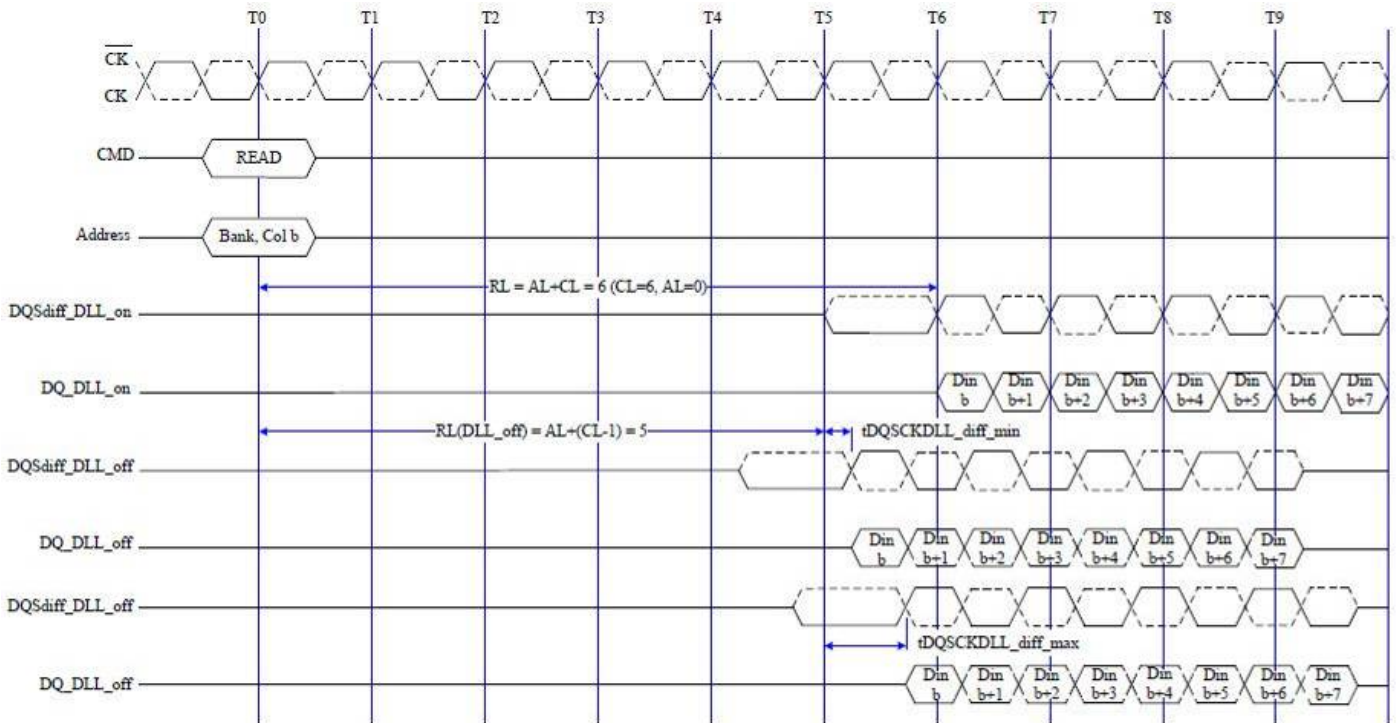 T0 T1 T2 T3 T4 T5 T6 T7 T8 T9
CK
CK
CMD READ
Address Bank, Col b
RL = AL+CL = 6 (CL=6, AL=0)
DQSdiff_DLL_on
DQ_DLL_on Din b Din b+1 Din b+2 Din b+3 Din b+4 Din b+5 Din b+6 Din b+7
RL(DLL_off) = AL+(CL-1) = 5 tDQSCKDLL_diff_min
DQSdiff_DLL_off
DQ_DLL_off Din b Din b+1 Din b+2 Din b+3 Din b+4 Din b+5 Din b+6 Din b+7
DQSdiff_DLL_off
tDQSCKDLL_diff_max
DQ_DLL_off Din b Din b+1 Din b+2 Din b+3 Din b+4 Din b+5 Din b+6 Din b+7